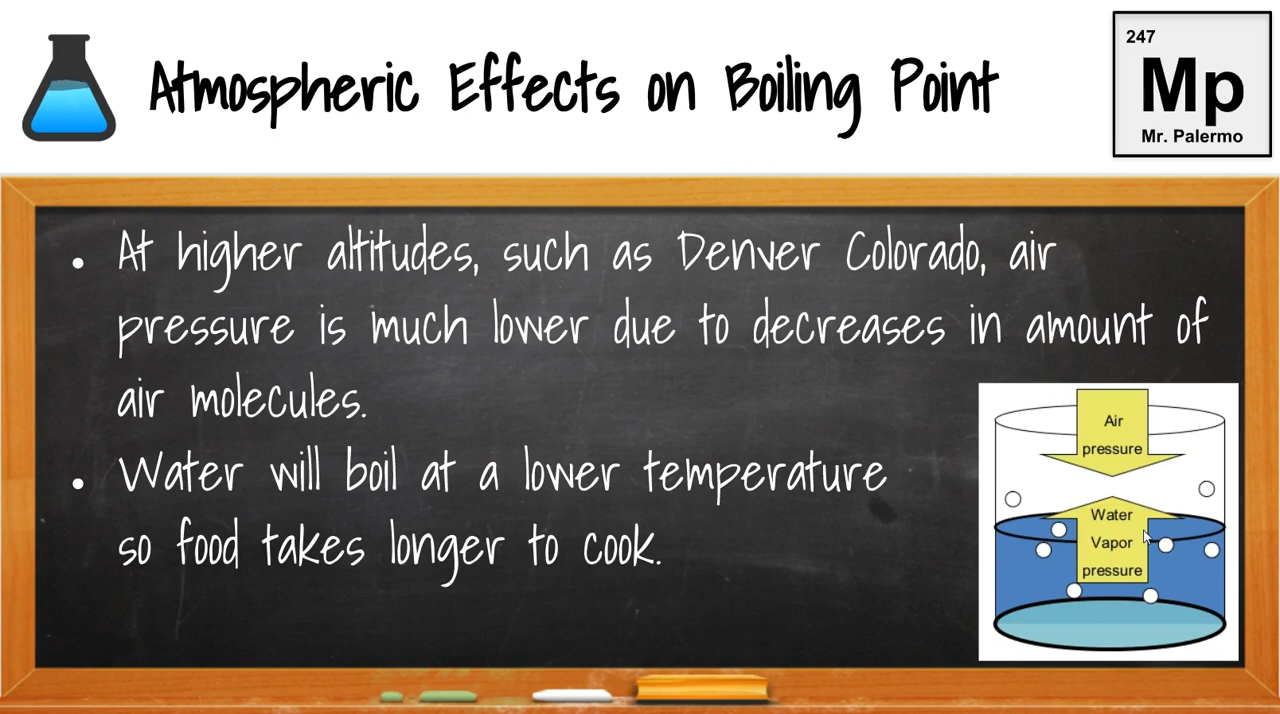 Atmospheric Effects on Boiling Point
247
Mp
Mr. Palermo
• At higher altitudes, such as Denver Colorado, air
pressure is much lower due to decreases in amount of
air molecules.
• Water will boil at a lower temperature
so food takes longer to cook.
Air
pressure
Water
Vapor
pressure